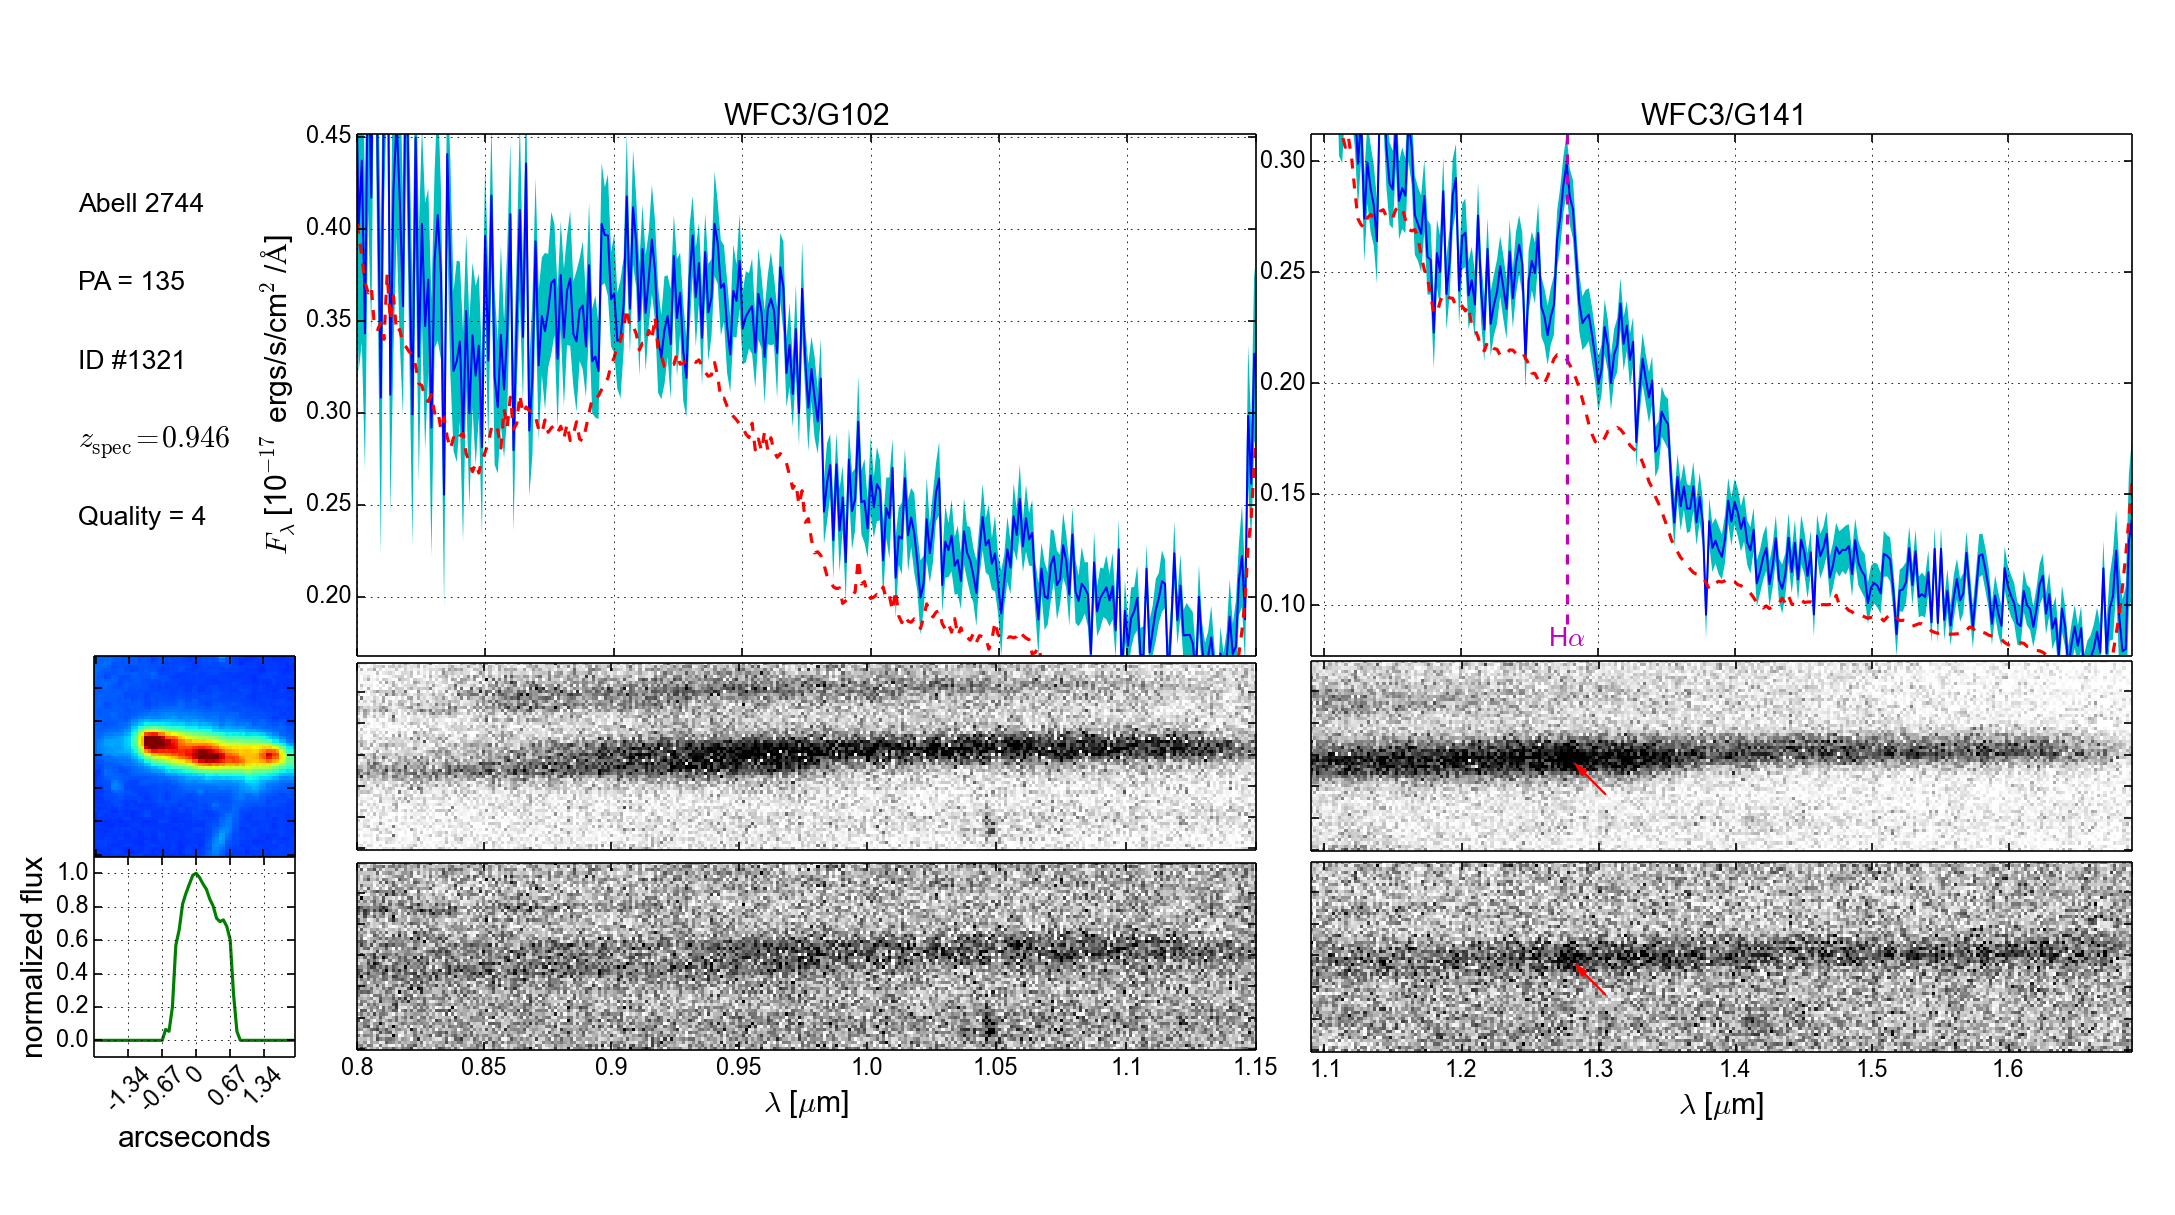 WFC3/G102
WFC3/G141
Abell 2744
PA = 135
ID #1321
z_spec = 0.946
Quality = 4
F_λ [10^−17 ergs/s/cm² /Å]
0.45
0.40
0.35
0.30
0.25
0.20
0.30
0.25
0.20
0.15
0.10
Hα
normalized flux
1.0
0.8
0.6
0.4
0.2
0.0
-1.34 -0.67 0 0.67 1.34
arcseconds
0.8 0.85 0.9 0.95 1.0 1.05 1.1 1.15
λ [μm]
1.1 1.2 1.3 1.4 1.5 1.6
λ [μm]